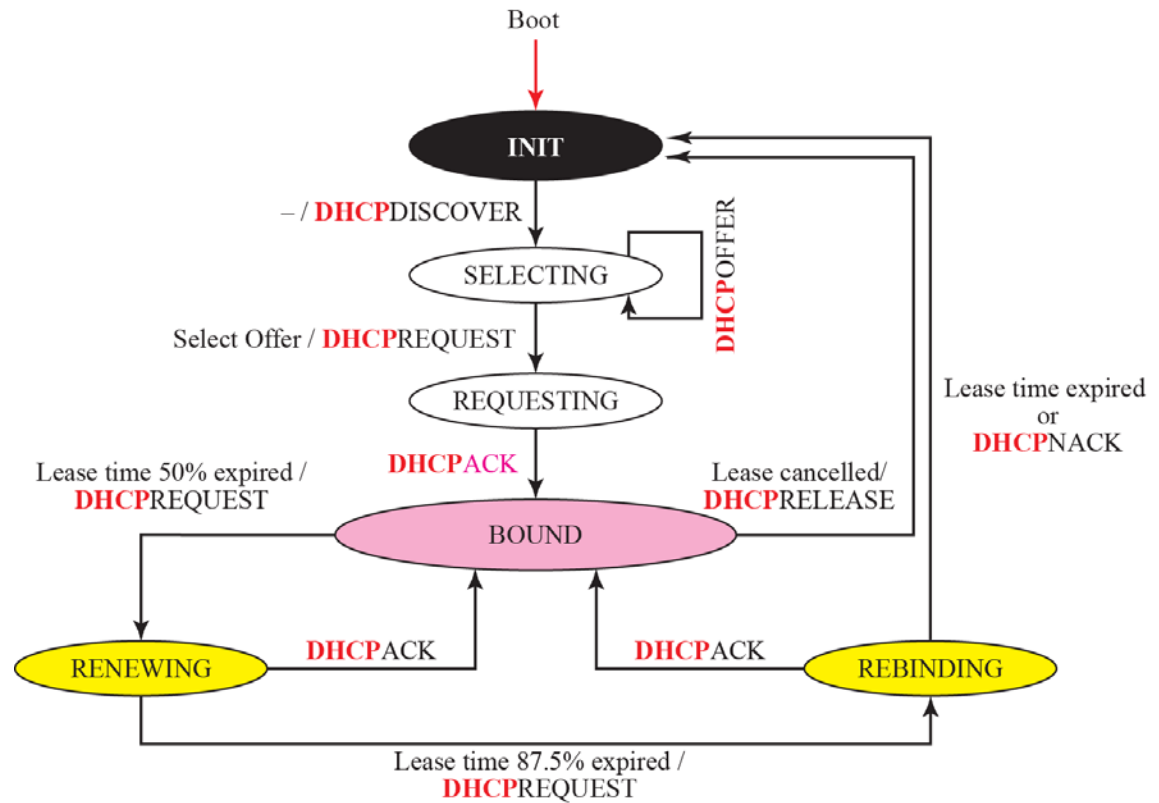 Boot
INIT
– / DHCPDISCOVER
DHCPOFFER
SELECTING
Select Offer / DHCPREQUEST
REQUESTING
Lease time expired
or
DHCPNACK
DHCPACK
Lease time 50% expired /
DHCPREQUEST
Lease cancelled/
DHCPRELEASE
BOUND
RENEWING
DHCPACK
DHCPACK
REBINDING
Lease time 87.5% expired /
DHCPREQUEST